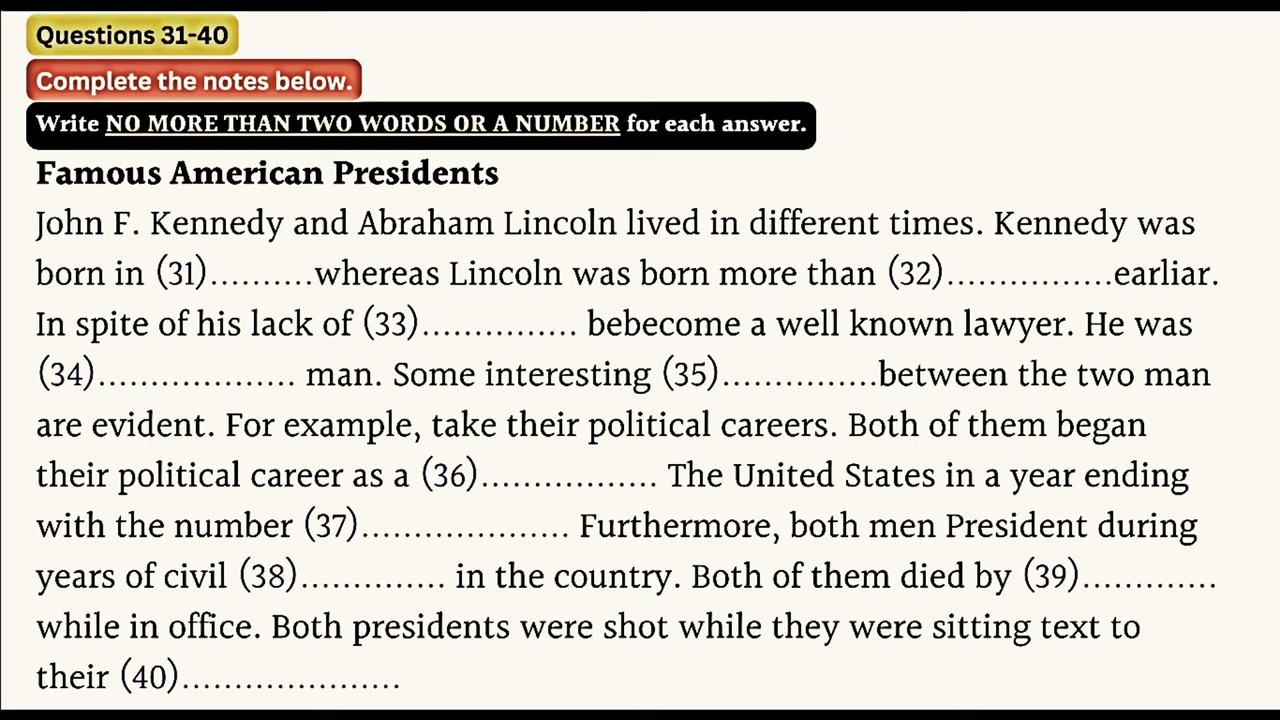 Questions 31-40
Complete the notes below.
Write NO MORE THAN TWO WORDS OR A NUMBER for each answer.
Famous American Presidents
John F. Kennedy and Abraham Lincoln lived in different times. Kennedy was
born in (31)..........whereas Lincoln was born more than (32)................earliar.
In spite of his lack of (33)............... bebecome a well known lawyer. He was
(34)................... man. Some interesting (35)...............between the two man
are evident. For example, take their political careers. Both of them began
their political career as a (36)................. The United States in a year ending
with the number (37).................... Furthermore, both men President during
years of civil (38).............. in the country. Both of them died by (39).............
while in office. Both presidents were shot while they were sitting text to
their (40).....................